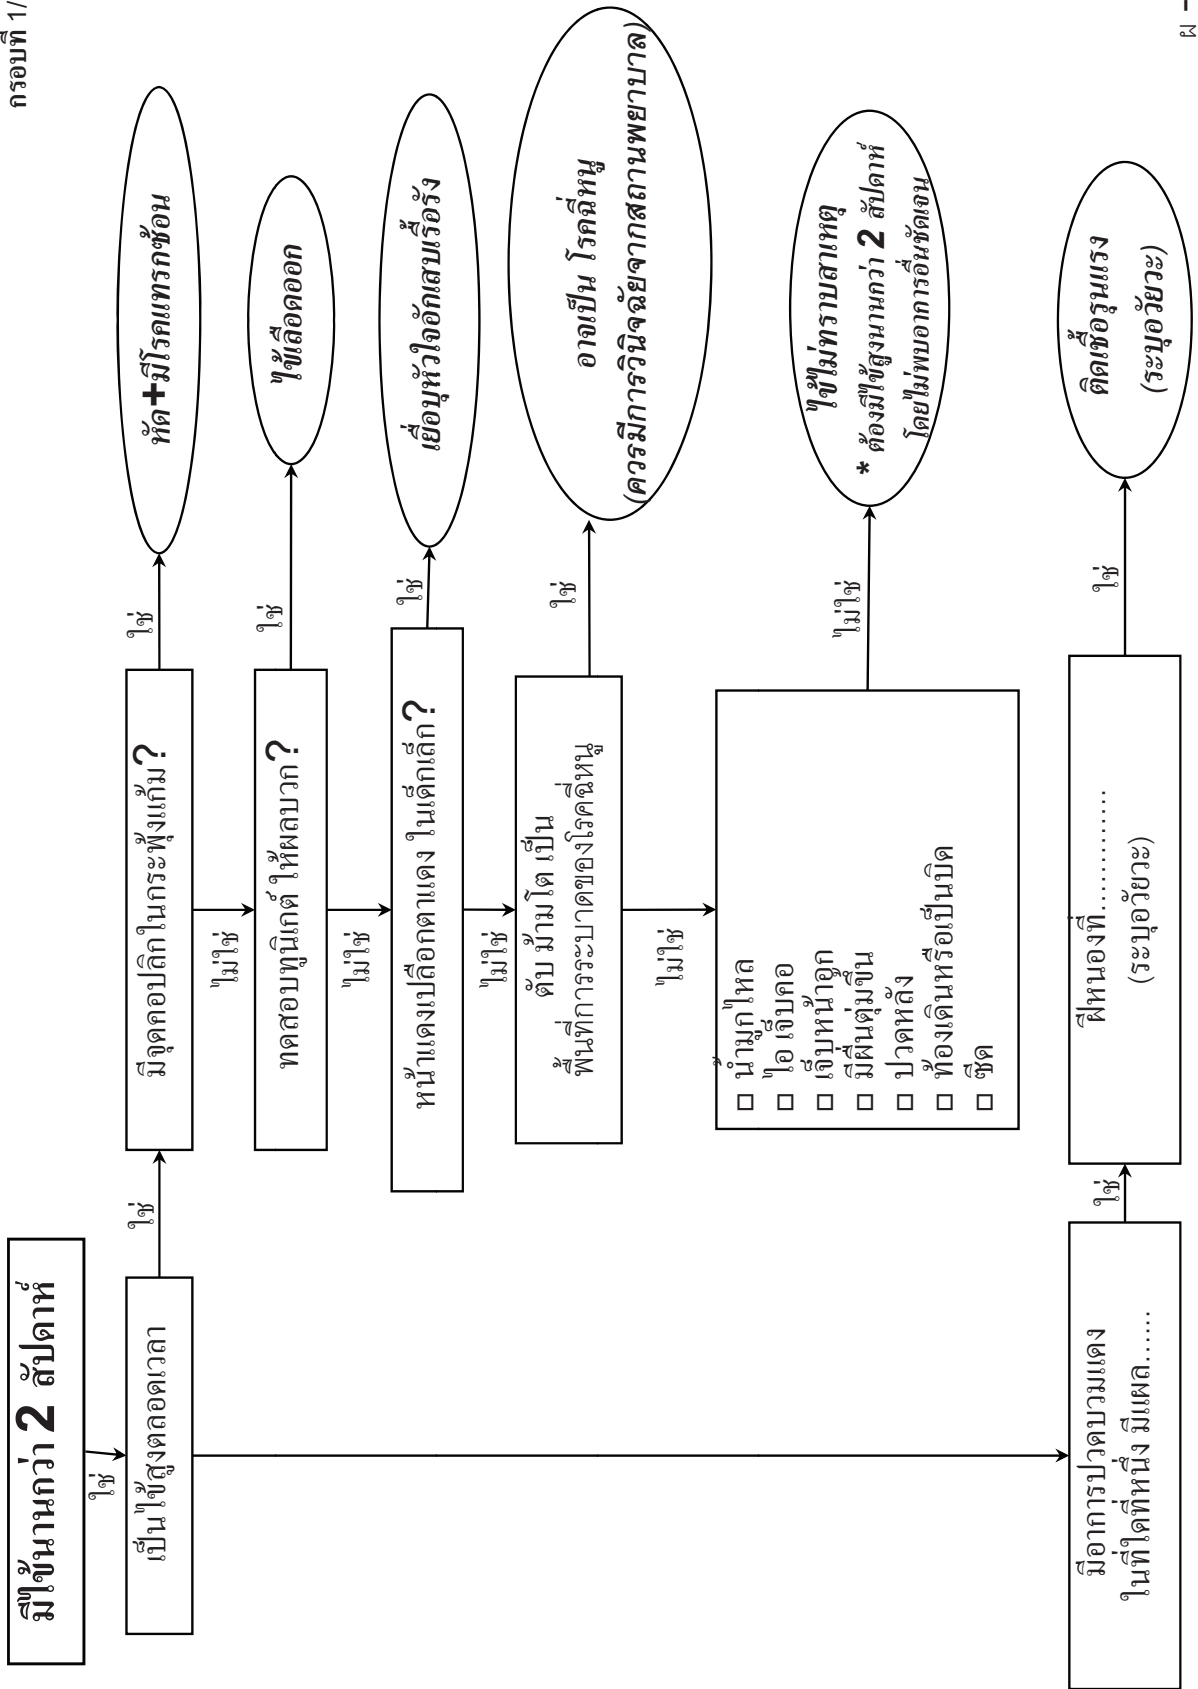 กรอบที่ 1/
มีไข้นานกว่า 2 สัปดาห์
ใช่
เป็นไข้สูงตลอดเวลา
ใช่
มีจุดคอปลิกในกระพุ้งแก้ม?
ใช่
หัด+มีโรคแทรกซ้อน
ไม่ใช่
ทดสอบทูนิเกต์ ให้ผลบวก?
ใช่
ไข้เลือดออก
ไม่ใช่
หน้าแดงเปลือกตาแดง ในเด็กเล็ก?
ใช่
เยื่อบุหัวใจอักเสบเรื้อรัง
ไม่ใช่
ตับ ม้ามโต เป็น
พื้นที่การระบาดของโรคฉี่หนู
ใช่
อาจเป็น โรคฉี่หนู
(ควรมีการวินิจฉัยจากสถานพยาบาล)
ไม่ใช่
□ น้ำมูกไหล
□ ไอ เจ็บคอ
□ เจ็บหน้าอก
□ มีผื่นตุ่มขึ้น
□ ปวดหลัง
□ ท้องเดินหรือเป็นบิด
□ ซีด
ไม่ใช่
ไข้ไม่ทราบสาเหตุ
* ต้องมีไข้สูงนานกว่า 2 สัปดาห์
โดยไม่พบอาการอื่นชัดเจน
มีอาการปวดบวมแดง
ในที่ใดที่หนึ่ง มีแผล......
ใช่
ฝีหนองที่................
(ระบุอวัยวะ)
ใช่
ติดเชื้อรุนแรง
(ระบุอวัยวะ)